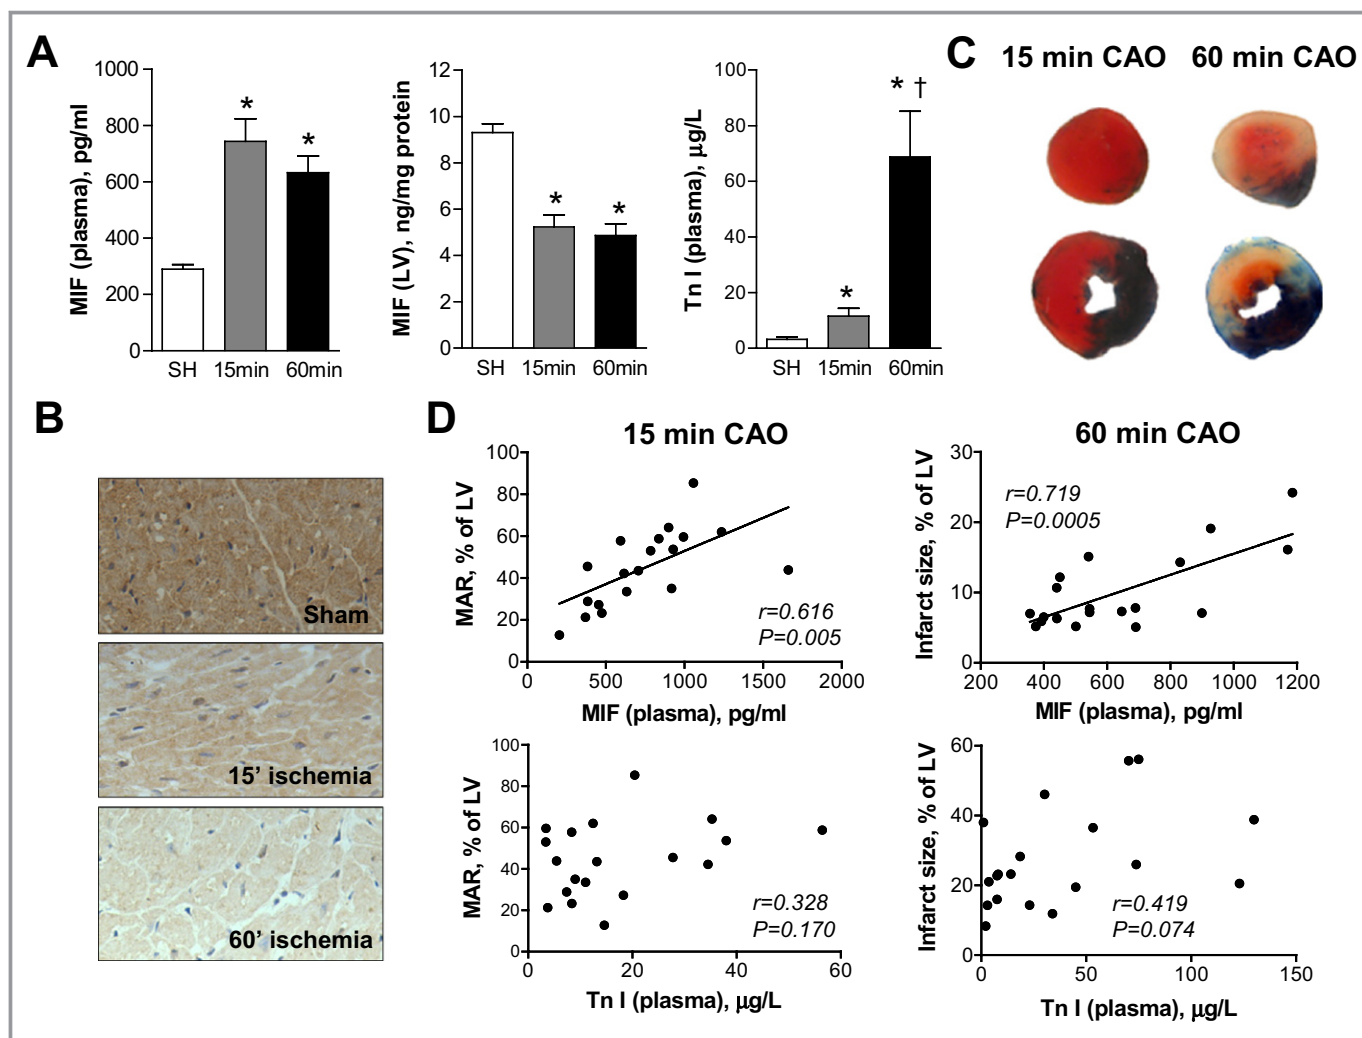 A
MIF (plasma), pg/ml
1000
800
600
400
200
0
*
*
SH 15min 60min
MIF (LV), ng/mg protein
12
10
8
6
4
2
0
*
*
SH 15min 60min
Tn I (plasma), µg/L
100
80
60
40
20
0
*
* †
SH 15min 60min
C
15 min CAO 60 min CAO
B
Sham
15’ ischemia
60’ ischemia
D
15 min CAO
MAR, % of LV
100
80
60
40
20
0
r=0.616
P=0.005
0 500 1000 1500 2000
MIF (plasma), pg/ml
60 min CAO
Infarct size, % of LV
30
20
10
0
r=0.719
P=0.0005
200 400 600 800 1000 1200
MIF (plasma), pg/ml
MAR, % of LV
100
80
60
40
20
0
r=0.328
P=0.170
0 20 40 60
Tn I (plasma), µg/L
Infarct size, % of LV
60
40
20
0
r=0.419
P=0.074
0 50 100 150
Tn I (plasma), µg/L